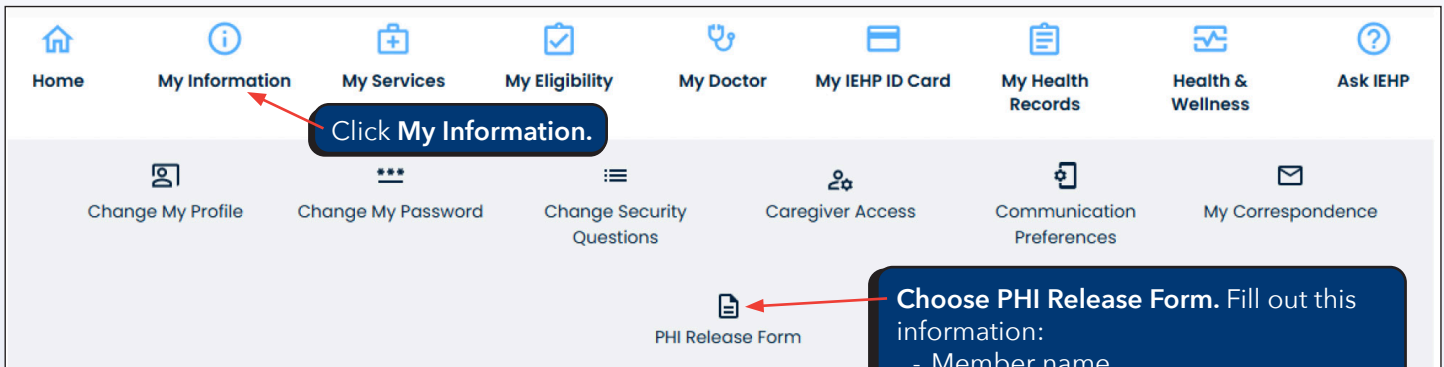 Home
My Information
My Services
My Eligibility
My Doctor
My IEHP ID Card
My Health
Records
Health &
Wellness
Ask IEHP
Click My Information.
Change My Profile
Change My Password
Change Security
Questions
Caregiver Access
Communication
Preferences
My Correspondence
PHI Release Form
Choose PHI Release Form. Fill out this
information:
- Member name